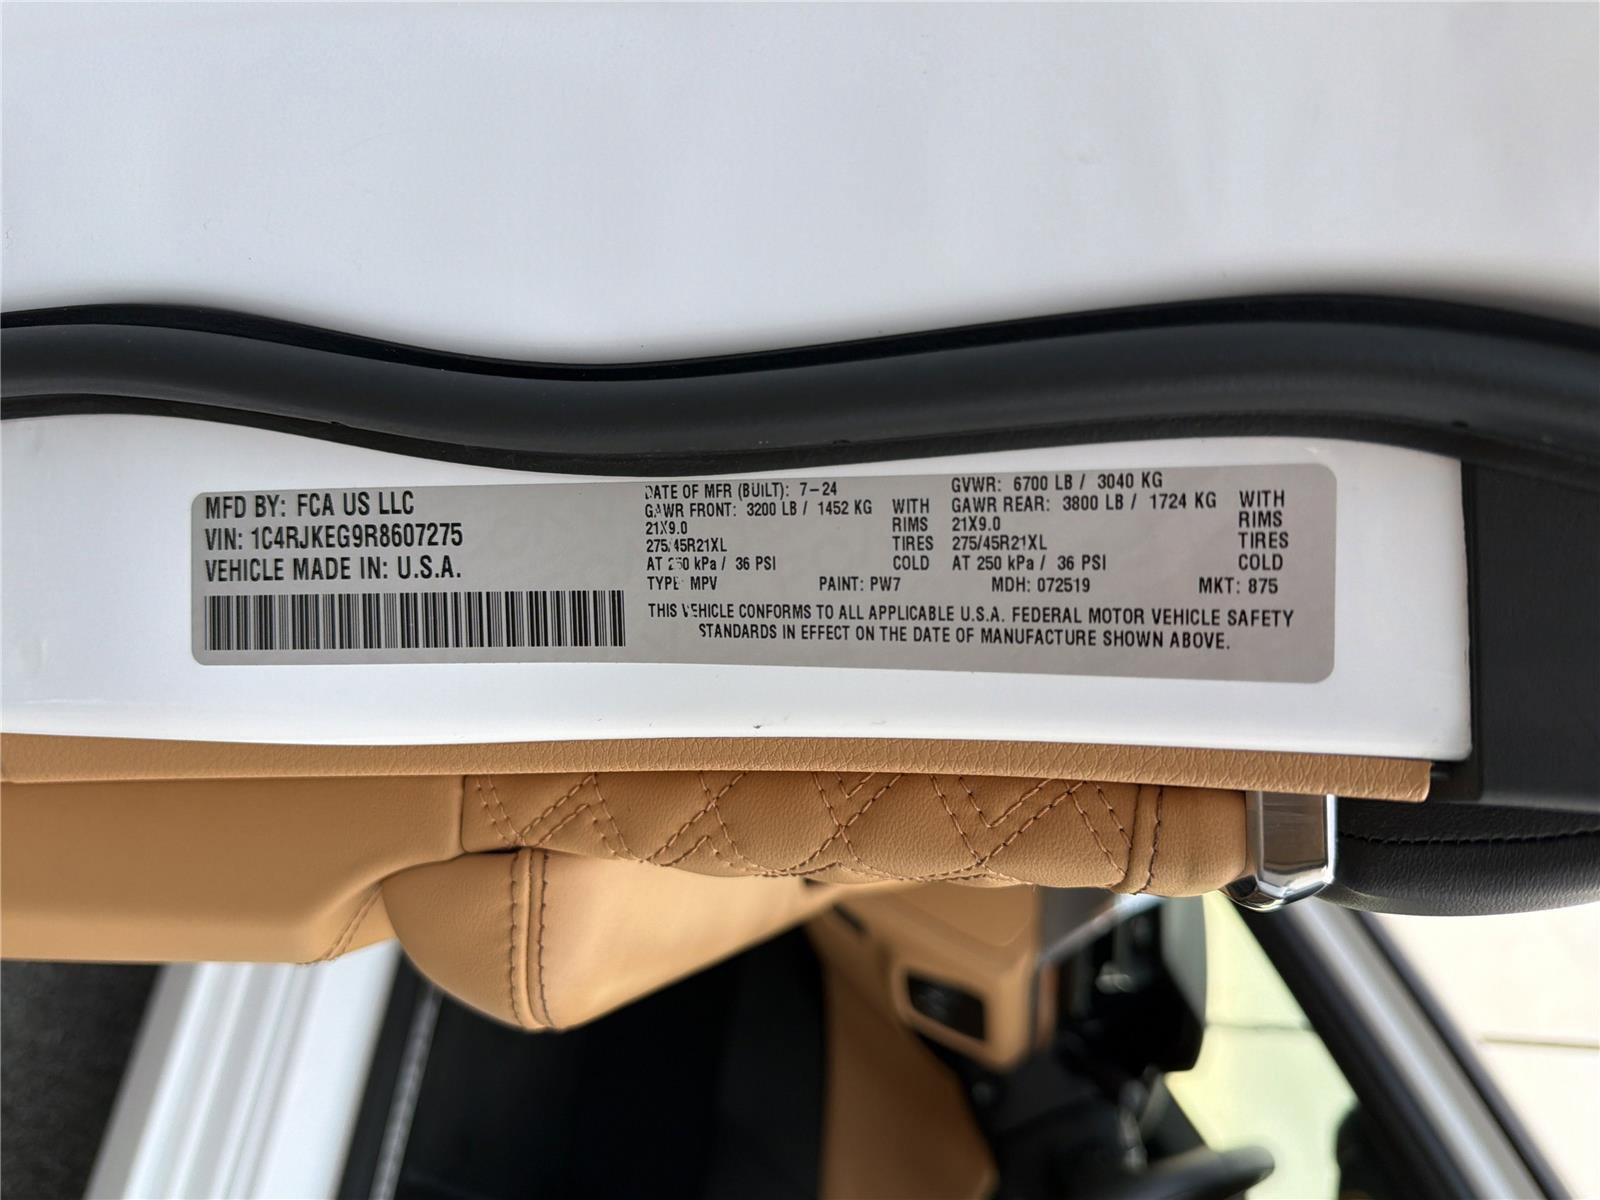 MFD BY: FCA US LLC
VIN: 1C4RJKEG9R8607275
VEHICLE MADE IN: U.S.A.
DATE OF MFR (BUILT): 7-24 GVWR: 6700 LB / 3040 KG
GAWR FRONT: 3200 LB / 1452 KG WITH GAWR REAR: 3800 LB / 1724 KG WITH
21X9.0 RIMS 21X9.0 RIMS
275/45R21XL TIRES 275/45R21XL TIRES
AT 250 kPa / 36 PSI COLD AT 250 kPa / 36 PSI COLD
TYPE: MPV PAINT: PW7 MDH: 072519 MKT: 875
THIS VEHICLE CONFORMS TO ALL APPLICABLE U.S.A. FEDERAL MOTOR VEHICLE SAFETY
STANDARDS IN EFFECT ON THE DATE OF MANUFACTURE SHOWN ABOVE.